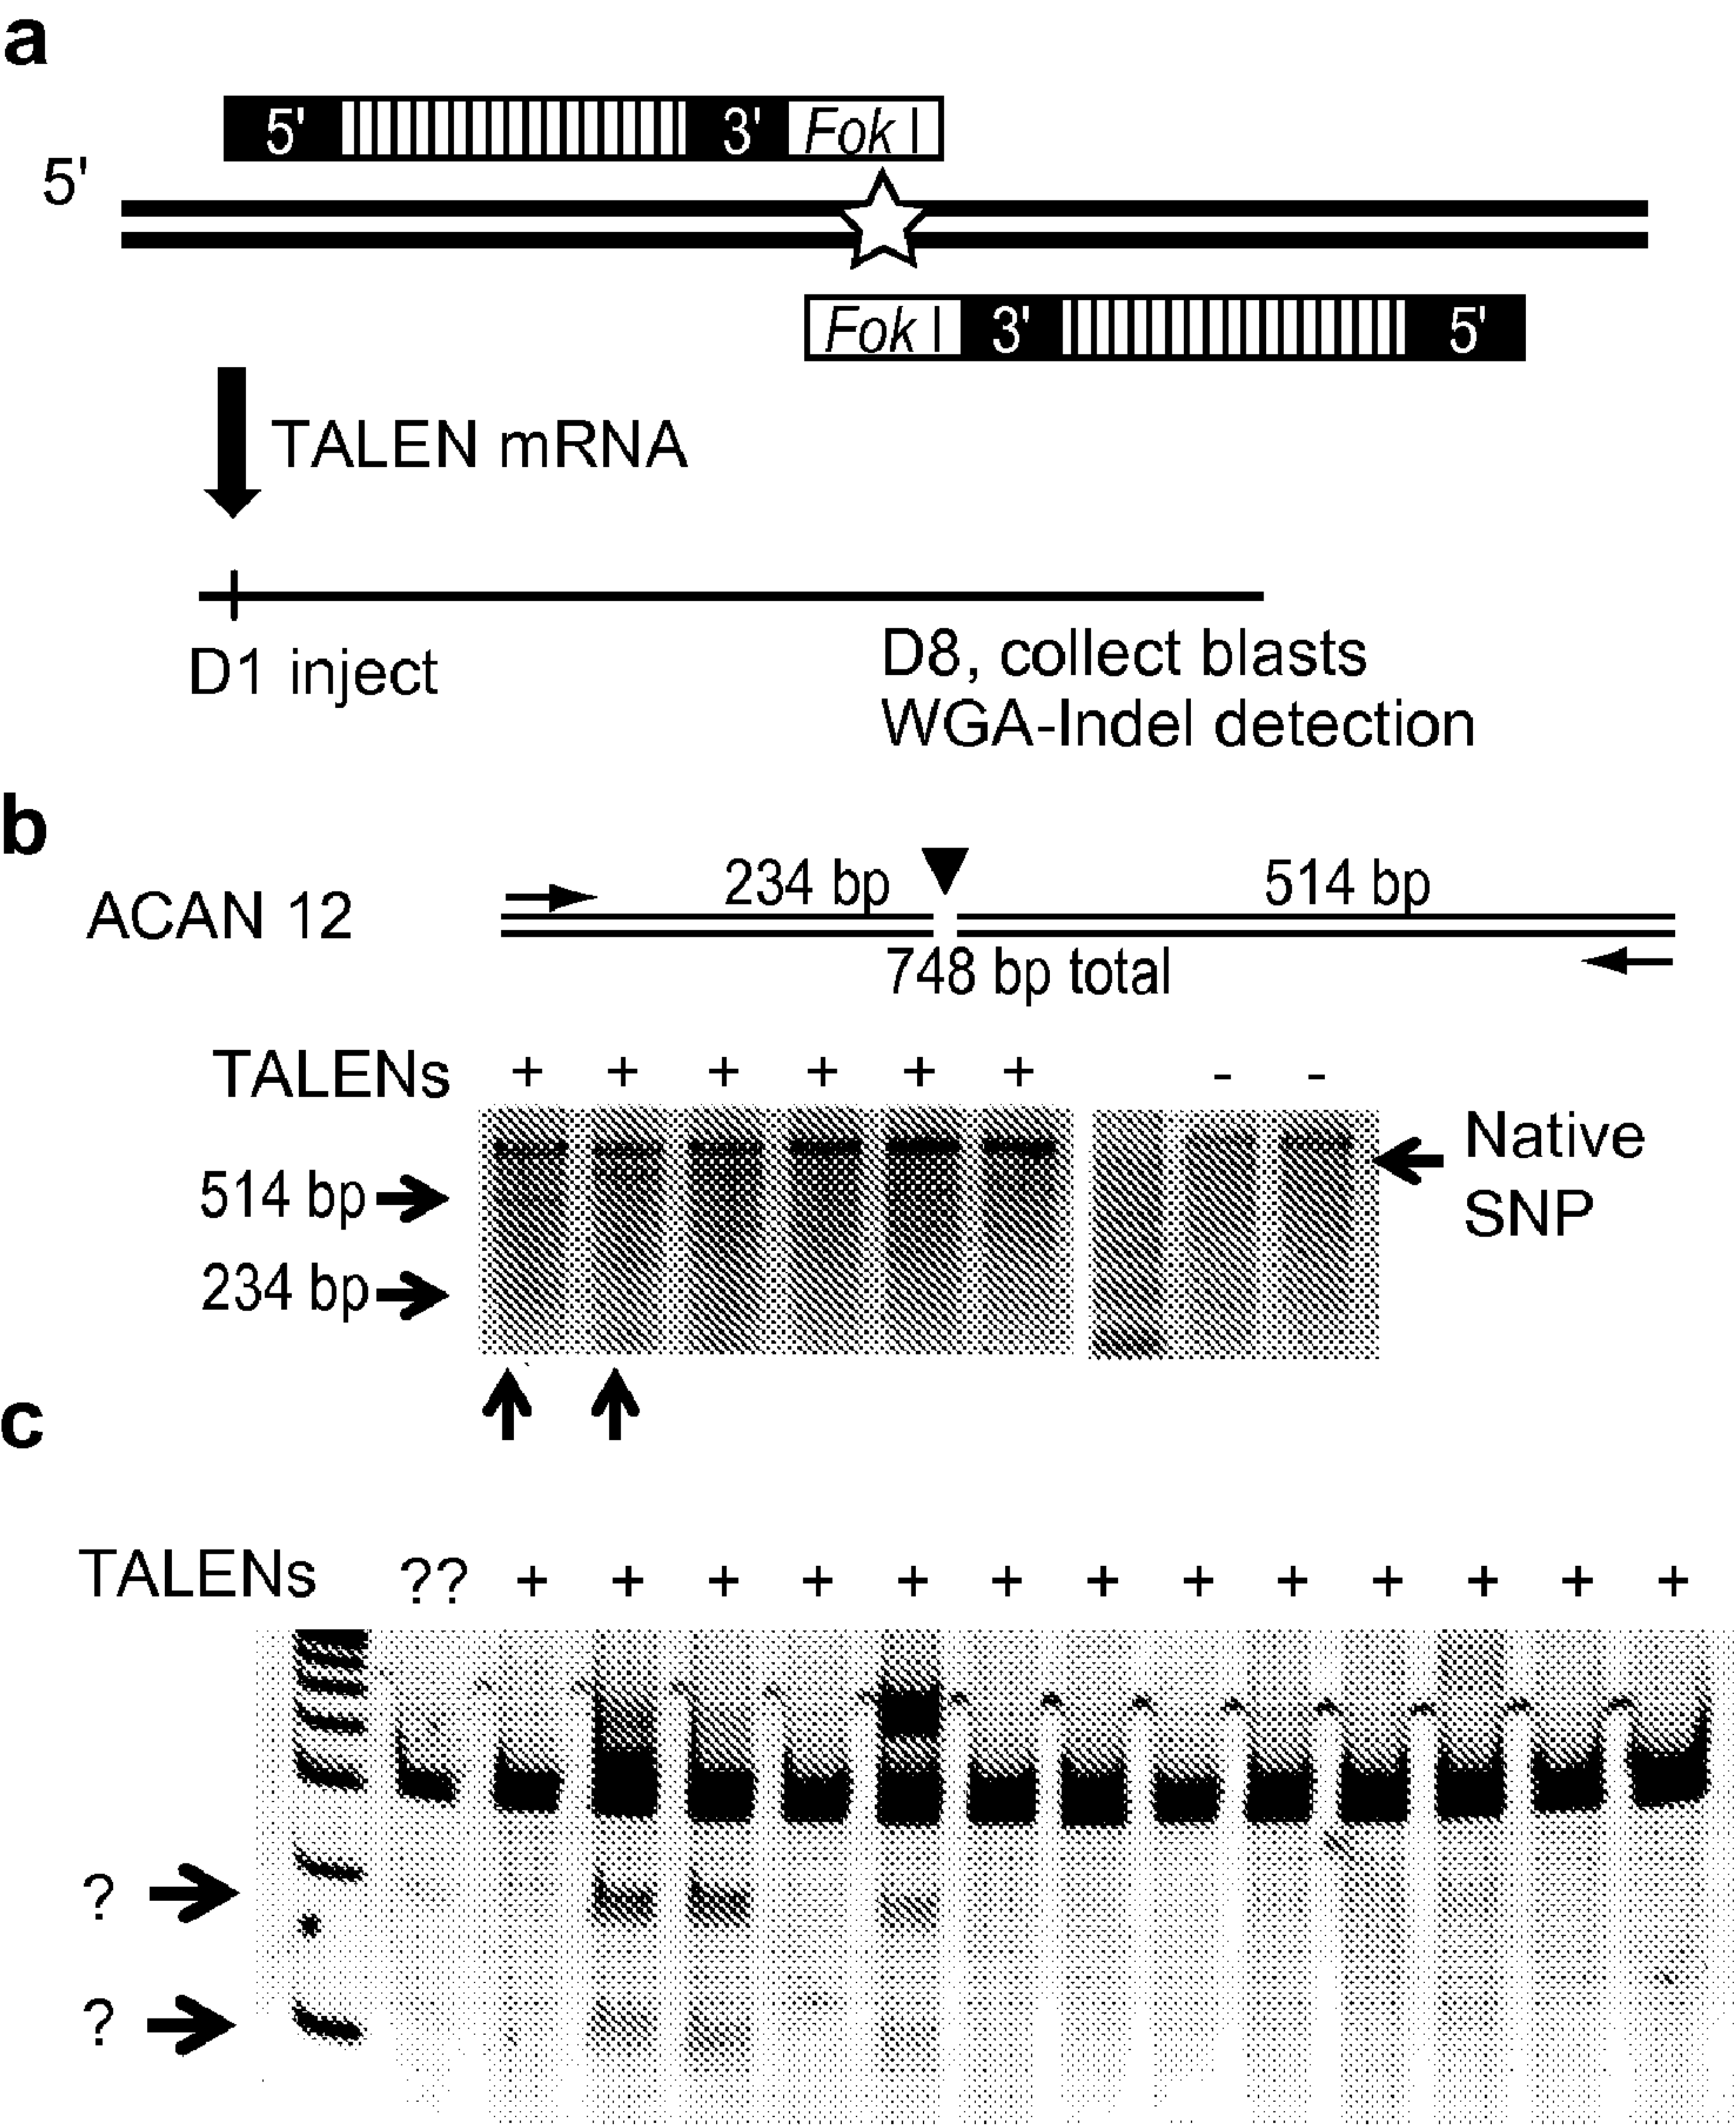 a
5' 3' Fok I
5'
Fok I 3' 5'
TALEN mRNA
D1 inject
D8, collect blasts
WGA-Indel detection
b
234 bp 514 bp
ACAN 12
748 bp total
TALENs + + + + + + - -
Native
SNP
514 bp
234 bp
c
TALENs ?? + + + + + + + + + + + + +
?
?